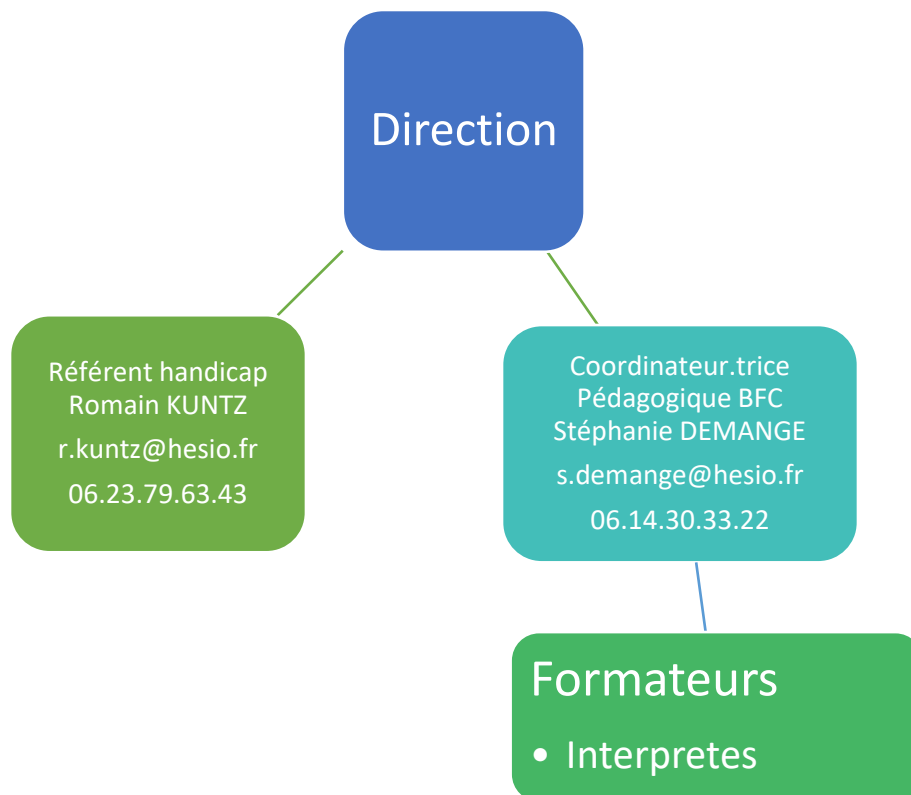 Direction
Référent handicap
Romain KUNTZ
r.kuntz@hesio.fr
06.23.79.63.43
Coordinateur.trice
Pédagogique BFC
Stéphanie DEMANGE
s.demange@hesio.fr
06.14.30.33.22
Formateurs
• Interpretes